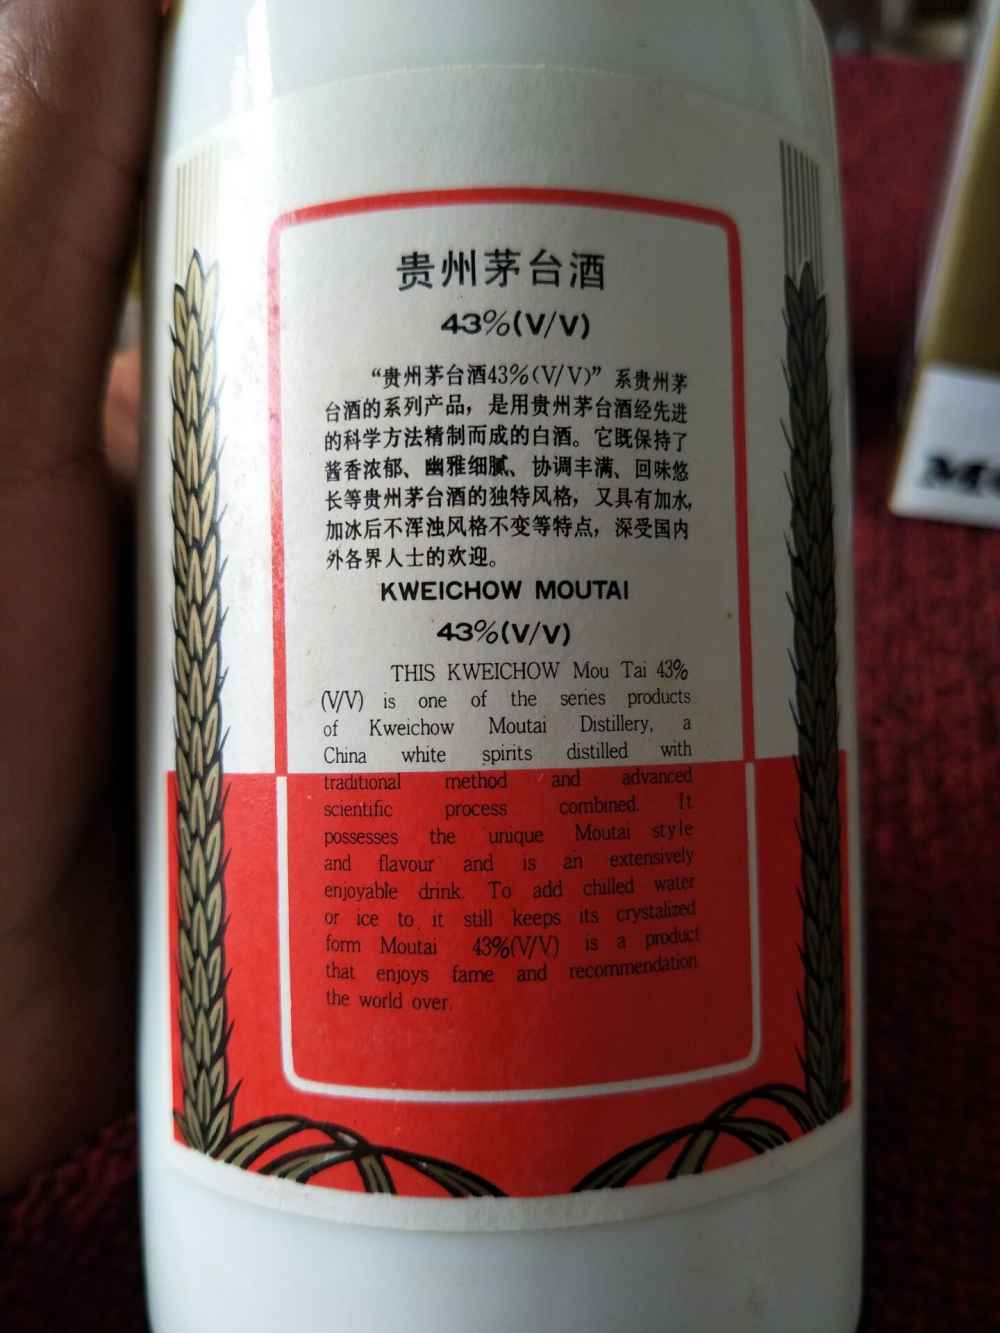 贵州茅台酒
43%(V/V)
“贵州茅台酒43%(V/V)”系贵州茅
台酒的系列产品，是用贵州茅台酒经先进
的科学方法精制而成的白酒。它既保持了
酱香浓郁、幽雅细腻、协调丰满、回味悠
长等贵州茅台酒的独特风格，又具有加水,
加冰后不浑浊风格不变等特点，深受国内
外各界人士的欢迎。
KWEICHOW MOUTAI
43%(V/V)
THIS KWEICHOW Mou Tai 43%
(V/V) is one of the series products
of Kweichow Moutai Distillery, a
China white spirits distilled with
traditional method and advanced
scientific process combined. It
possesses the unique Moutai style
and flavour and is an extensively
enjoyable drink. To add chilled water
or ice to it still keeps its crystalized
form Moutai 43%(V/V) is a product
that enjoys fame and recommendation
the world over.